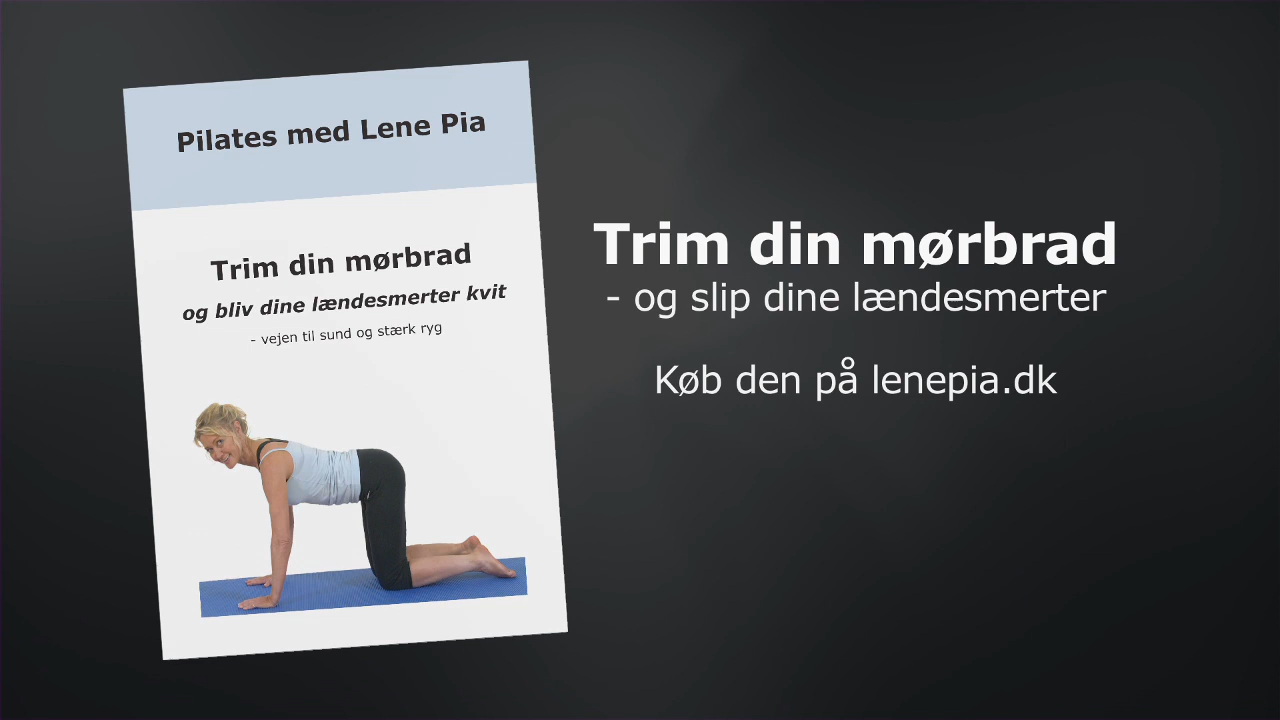 Pilates med Lene Pia
Trim din mørbrad
og bliv dine lændesmerter kvit
- vejen til sund og stærk ryg
Trim din mørbrad
- og slip dine lændesmerter
Køb den på lenepia.dk